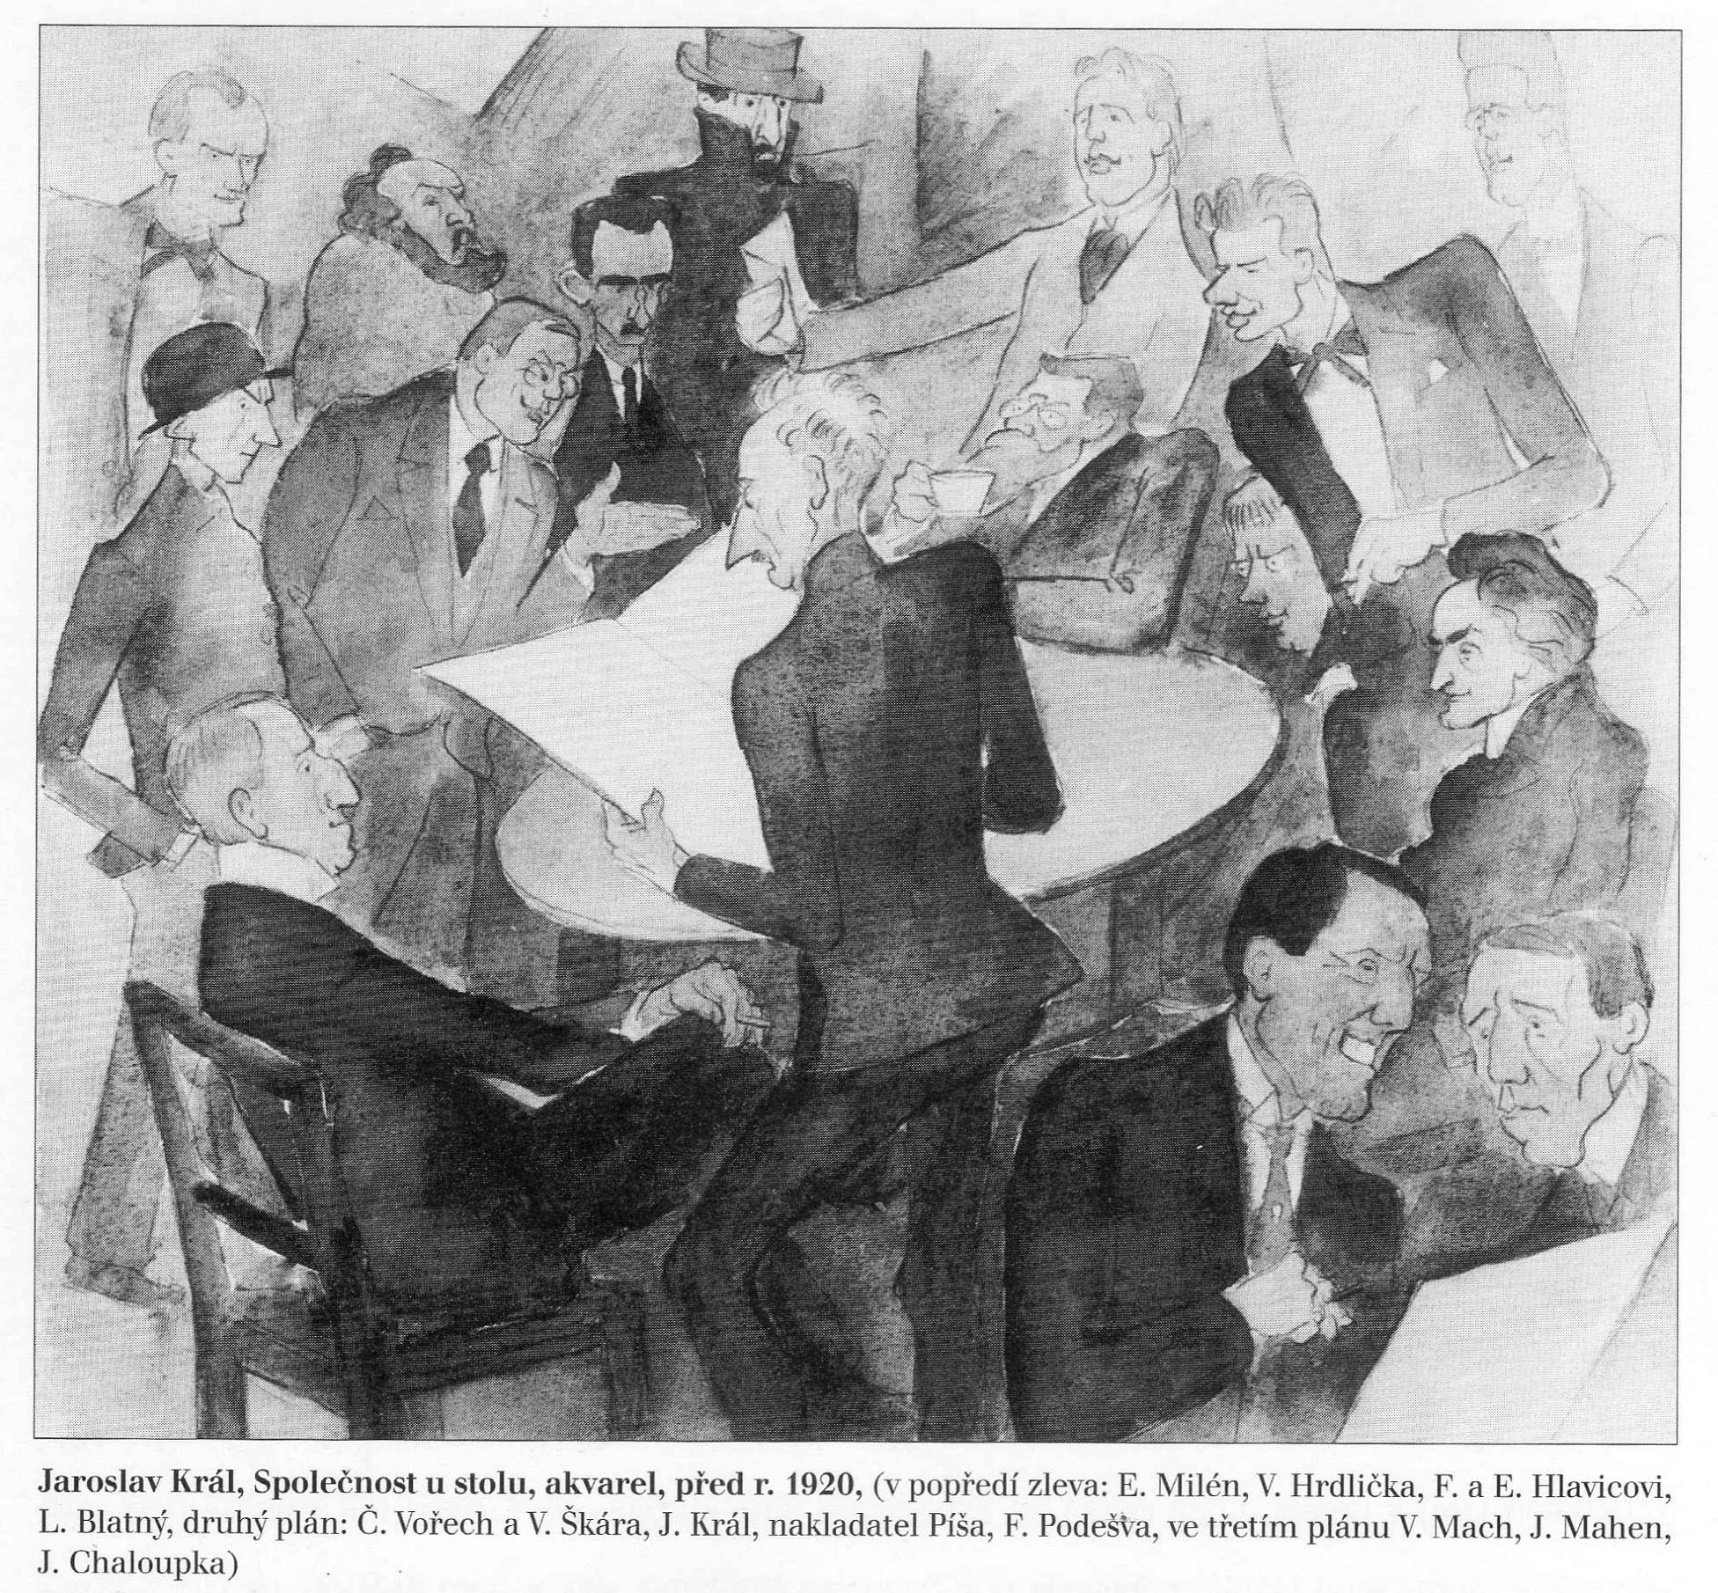 Jaroslav Král, Společnost u stolu, akvarel, před r. 1920, (v popředí zleva: E. Milén, V. Hrdlička, F. a E. Hlavicovi,
L. Blatný, druhý plán: Č. Vořech a V. Škára, J. Král, nakladatel Píša, F. Podešva, ve třetím plánu V. Mach, J. Mahen,
J. Chaloupka)